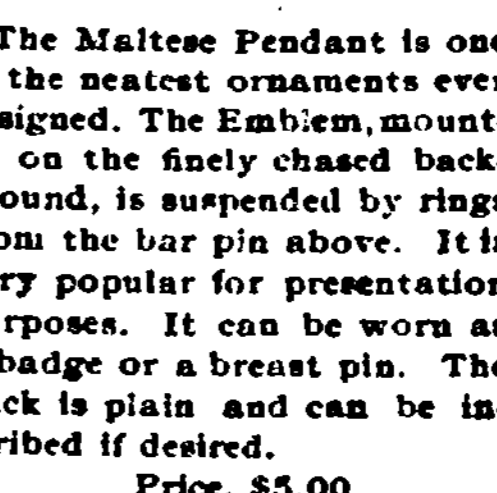 The Maltese Pendant is one
the neatest ornaments ever
signed. The Emblem, mount-
on the finely chased back-
ound, is suspended by rings
om the bar pin above. It is
ry popular for presentation
rposes. It can be worn as
badge or a breast pin. The
ck is plain and can be in-
ribed if desired.
Price, $5.00